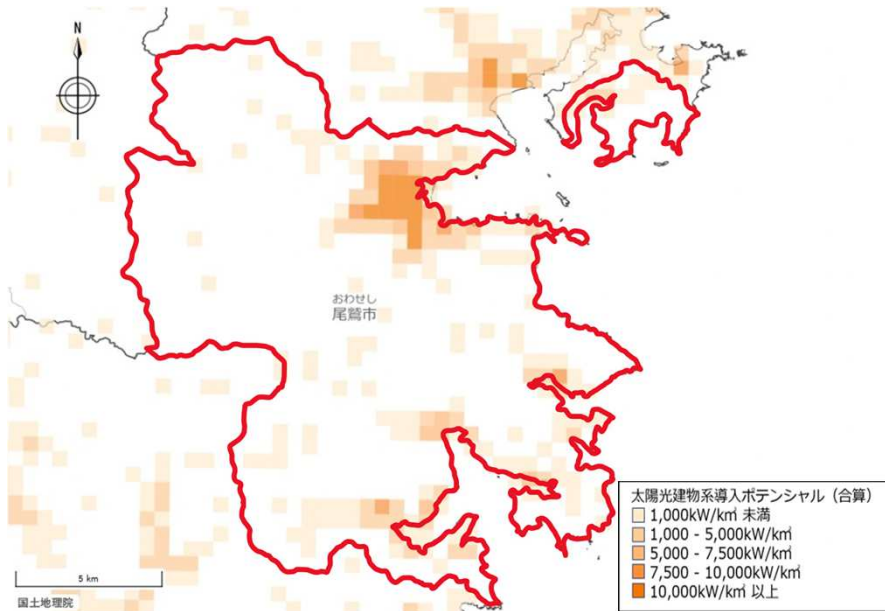 N
おわせし
尾鷲市
5 km
国土地理院
太陽光建物系導入ポテンシャル（合算）
1,000kW/㎢ 未満
1,000 - 5,000kW/㎢
5,000 - 7,500kW/㎢
7,500 - 10,000kW/㎢
10,000kW/㎢ 以上